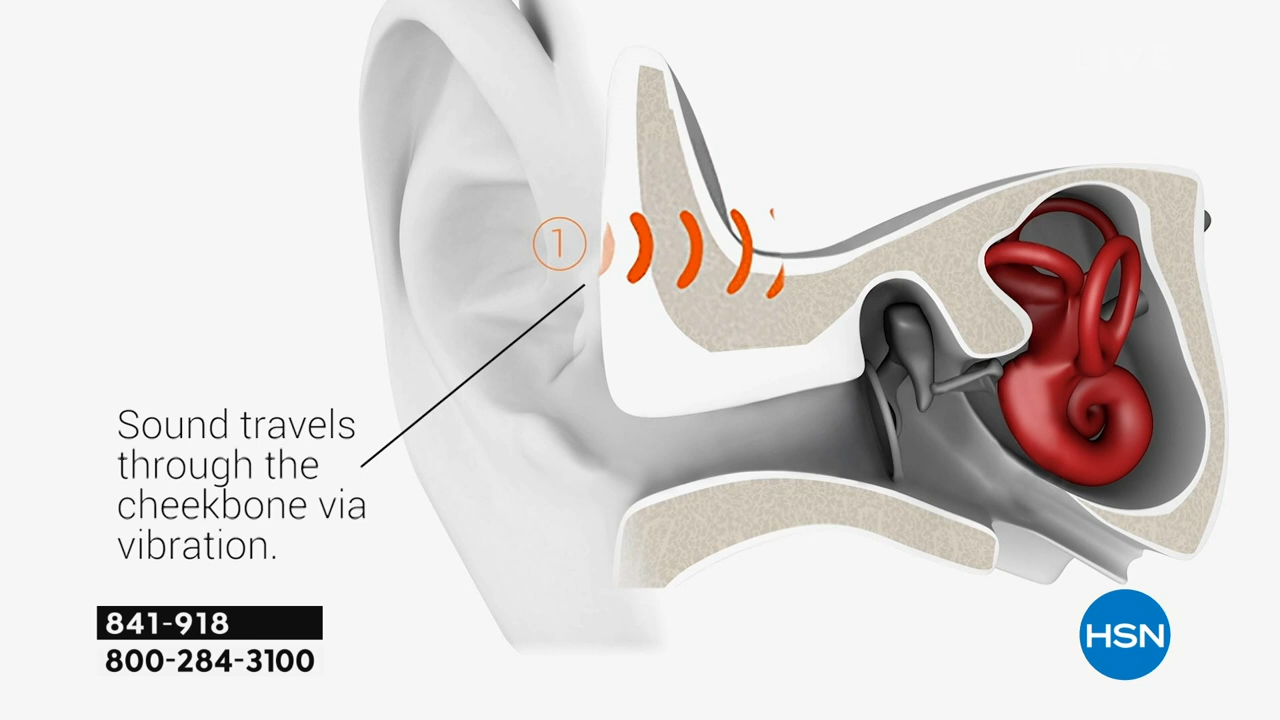 1
Sound travels
through the
cheekbone via
vibration.
841-918
800-284-3100
HSN